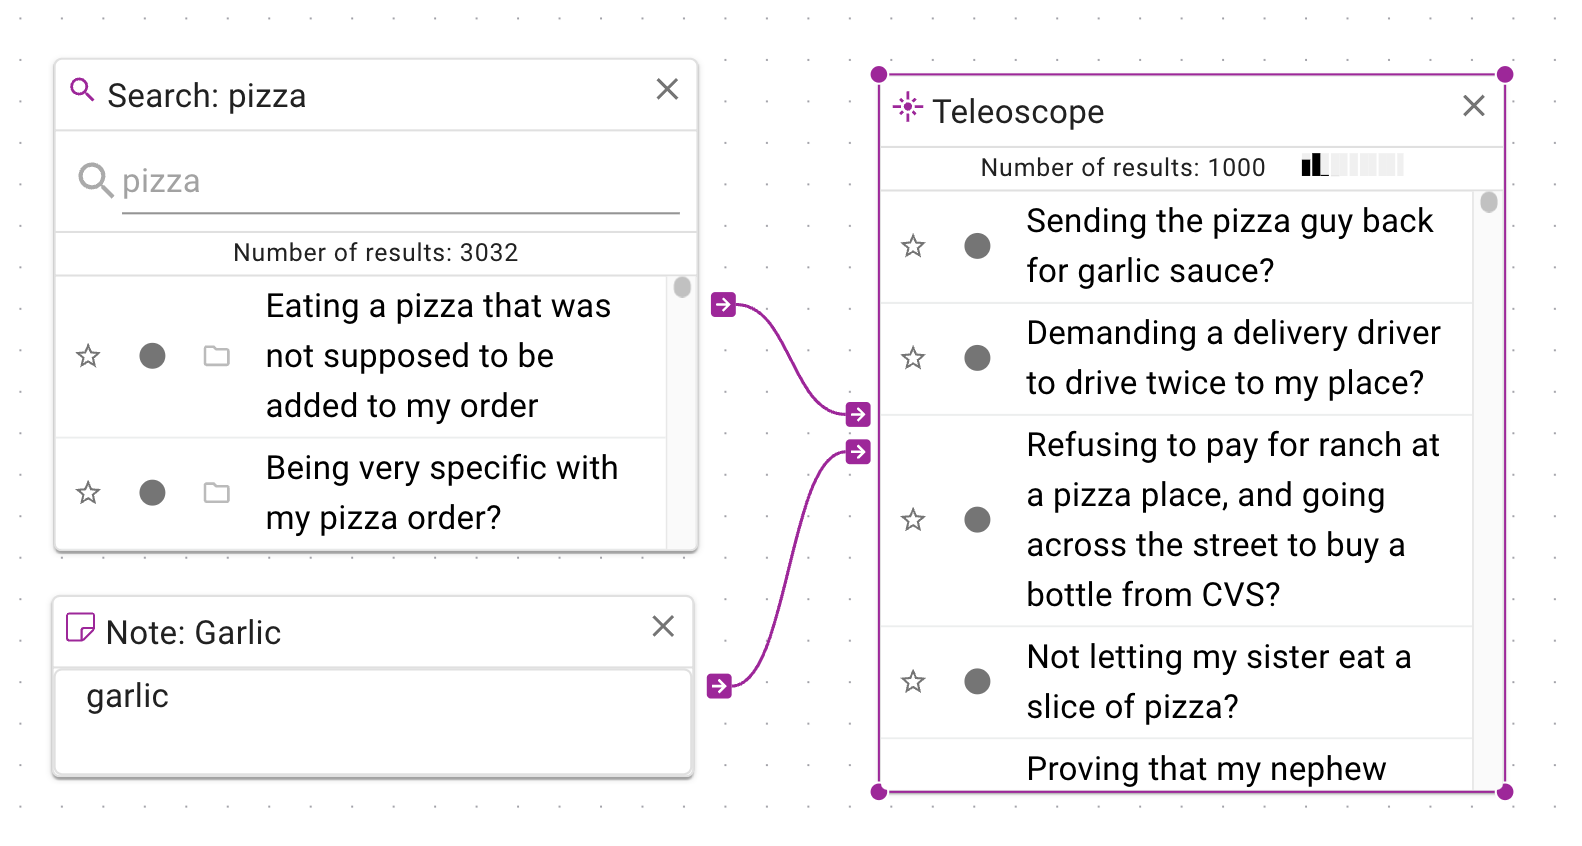 Search: pizza
pizza
Number of results: 3032
Eating a pizza that was
not supposed to be
added to my order
Being very specific with
my pizza order?
Note: Garlic
garlic
Teleoscope
Number of results: 1000
Sending the pizza guy back
for garlic sauce?
Demanding a delivery driver
to drive twice to my place?
Refusing to pay for ranch at
a pizza place, and going
across the street to buy a
bottle from CVS?
Not letting my sister eat a
slice of pizza?
Proving that my nephew